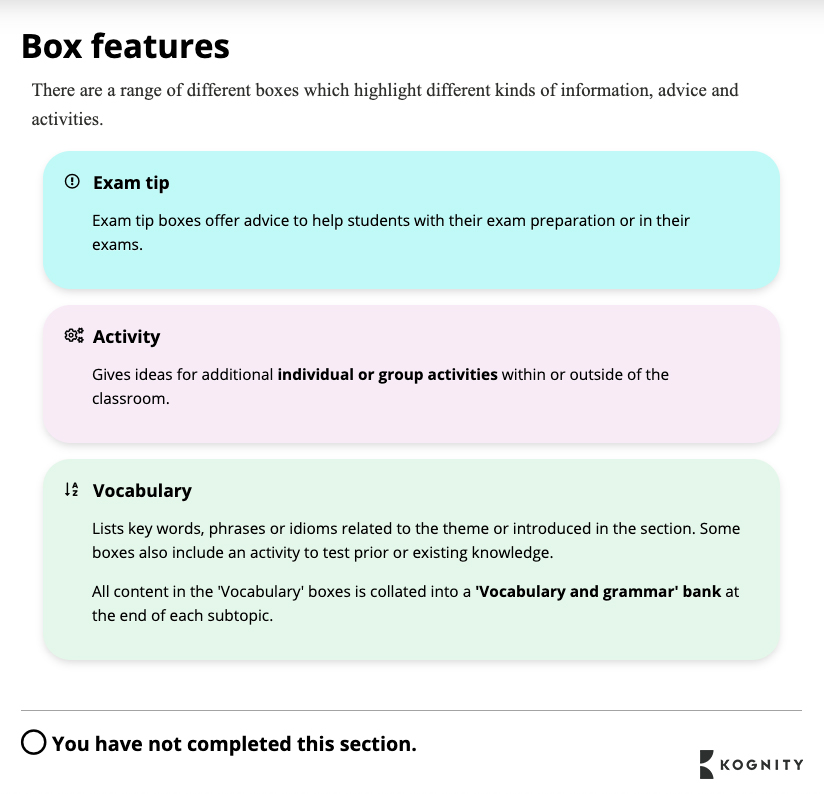 Box features
There are a range of different boxes which highlight different kinds of information, advice and
activities.
Exam tip
Exam tip boxes offer advice to help students with their exam preparation or in their
exams.
Activity
Gives ideas for additional individual or group activities within or outside of the
classroom.
Vocabulary
Lists key words, phrases or idioms related to the theme or introduced in the section. Some
boxes also include an activity to test prior or existing knowledge.
All content in the 'Vocabulary' boxes is collated into a 'Vocabulary and grammar' bank at
the end of each subtopic.
You have not completed this section.
KOGNITY